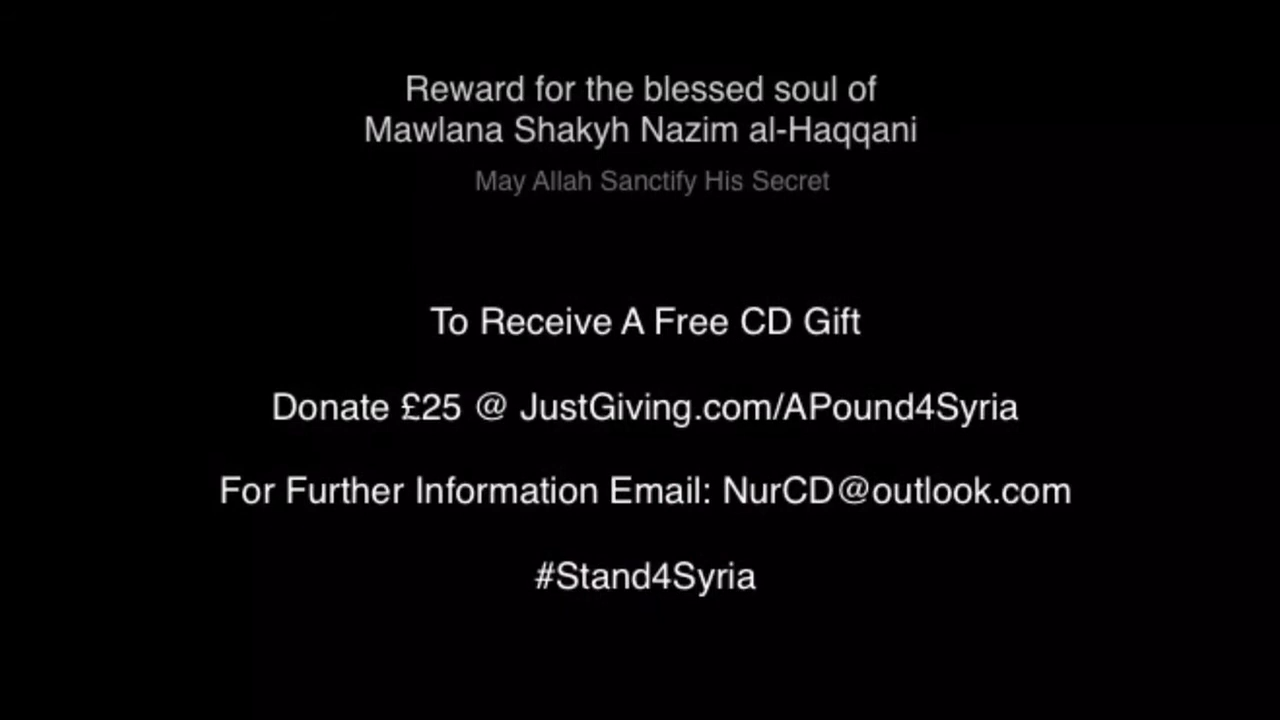 Reward for the blessed soul of
Mawlana Shakyh Nazim al-Haqqani
May Allah Sanctify His Secret
To Receive A Free CD Gift
Donate £25 @ JustGiving.com/APound4Syria
For Further Information Email: NurCD@outlook.com
#Stand4Syria